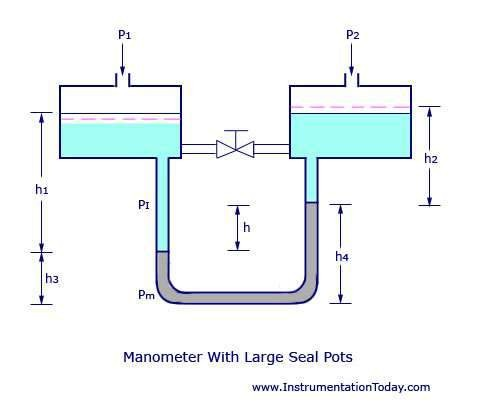 P1
P2
h1
h2
PI
h
h4
h3
Pm
Manometer With Large Seal Pots
www.InstrumentationToday.com